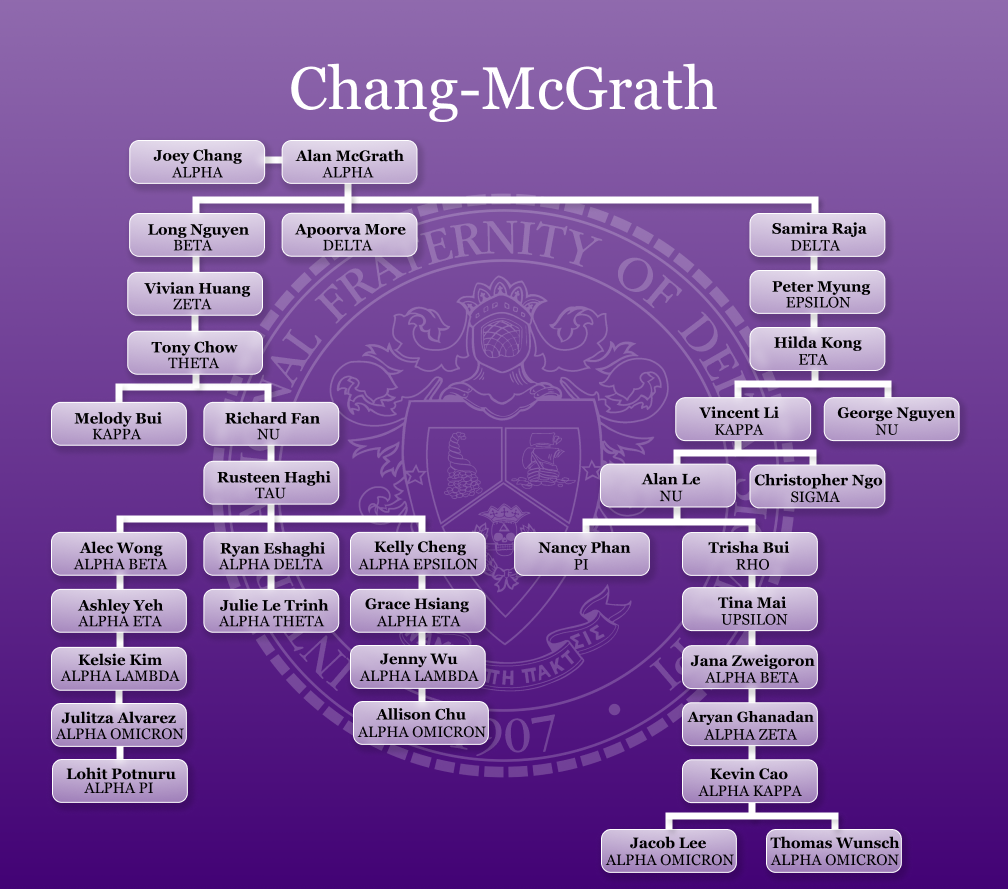 Chang-McGrath
Joey Chang
ALPHA
Alan McGrath
ALPHA
Long Nguyen
BETA
Apoorva More
DELTA
Samira Raja
DELTA
Vivian Huang
ZETA
Peter Myung
EPSILON
Tony Chow
THETA
Hilda Kong
ETA
Melody Bui
KAPPA
Richard Fan
NU
Vincent Li
KAPPA
George Nguyen
NU
Rusteen Haghi
TAU
Alan Le
NU
Christopher Ngo
SIGMA
Alec Wong
ALPHA BETA
Ryan Eshaghi
ALPHA DELTA
Kelly Cheng
ALPHA EPSILON
Nancy Phan
PI
Trisha Bui
RHO
Ashley Yeh
ALPHA ETA
Julie Le Trinh
ALPHA THETA
Grace Hsiang
ALPHA ETA
Tina Mai
UPSILON
Kelsie Kim
ALPHA LAMBDA
Jenny Wu
ALPHA LAMBDA
Jana Zweigoron
ALPHA BETA
Julitza Alvarez
ALPHA OMICRON
Allison Chu
ALPHA OMICRON
Aryan Ghanadan
ALPHA ZETA
Lohit Potnuru
ALPHA PI
Kevin Cao
ALPHA KAPPA
Jacob Lee
ALPHA OMICRON
Thomas Wunsch
ALPHA OMICRON
FRATERNITY OF
1907